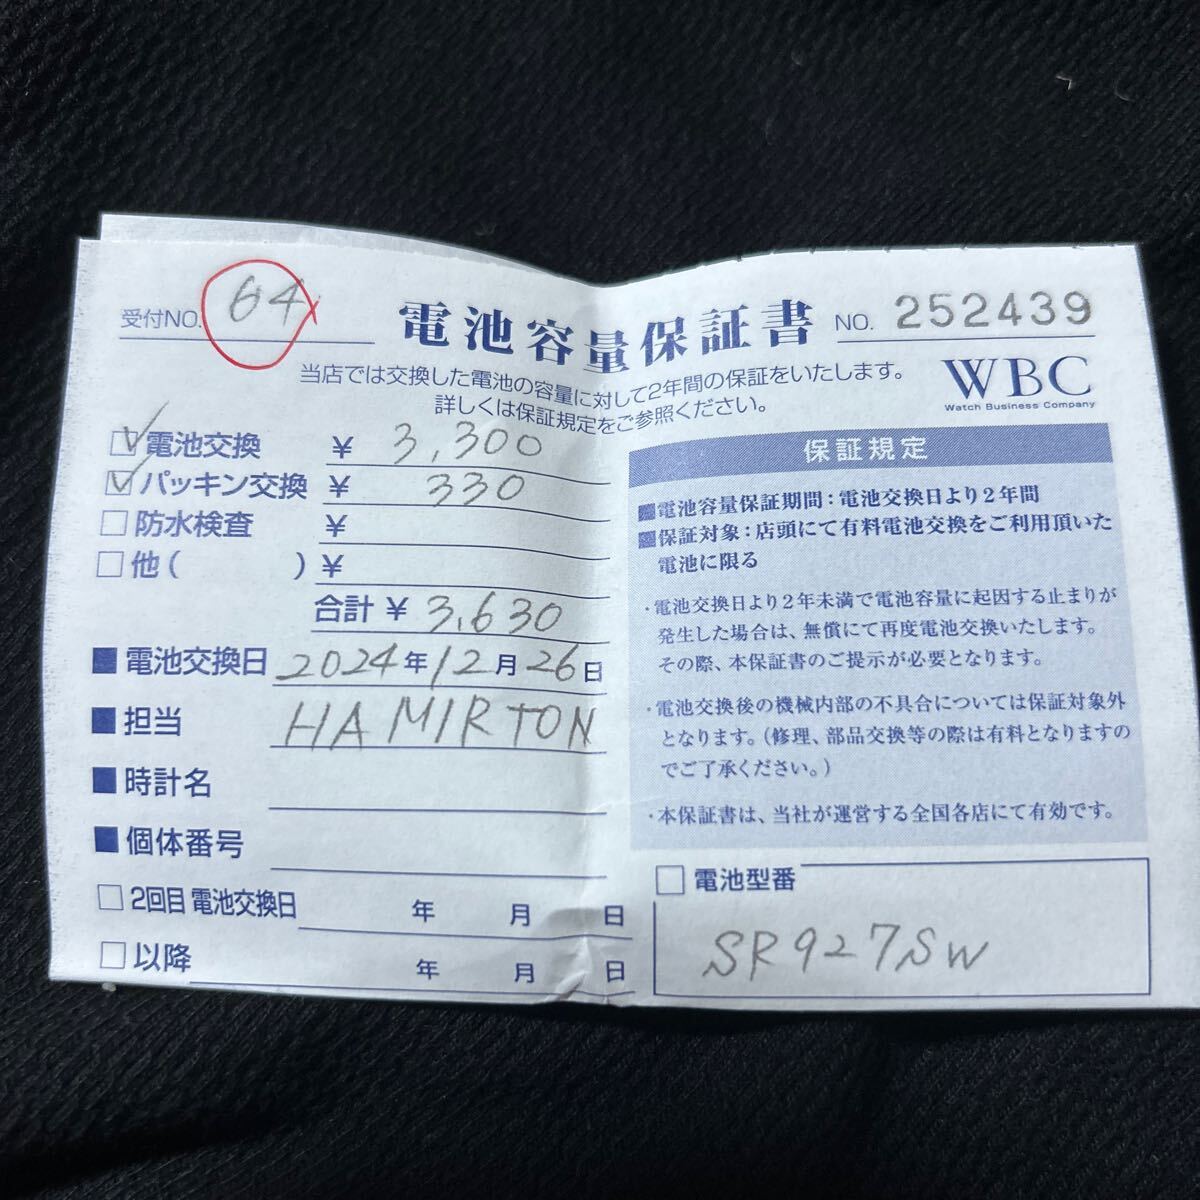 受付NO. 64
電池容量保証書 NO. 252439
当店では交換した電池の容量に対して2年間の保証をいたします。
詳しくは保証規定をご参照ください。
WBC
Watch Business Company
☑電池交換 ¥ 3,300
☑パッキン交換 ¥ 330
□防水検査 ¥
□他( )¥
合計 ¥ 3,630
■電池交換日 2024年12月26日
■担当 HAMIRTON
■時計名
■個体番号
□2回目 電池交換日 年 月 日
□以降 年 月 日
保証規定
■電池容量保証期間:電池交換日より2年間
■保証対象:店頭にて有料電池交換をご利用頂いた
電池に限る
・電池交換日より2年未満で電池容量に起因する止まりが
発生した場合は、無償にて再度電池交換いたします。
その際、本保証書のご提示が必要となります。
・電池交換後の機械内部の不具合については保証対象外
となります。(修理、部品交換等の際は有料となりますの
でご了承ください。)
・本保証書は、当社が運営する全国各店にて有効です。
□電池型番
SR927SW